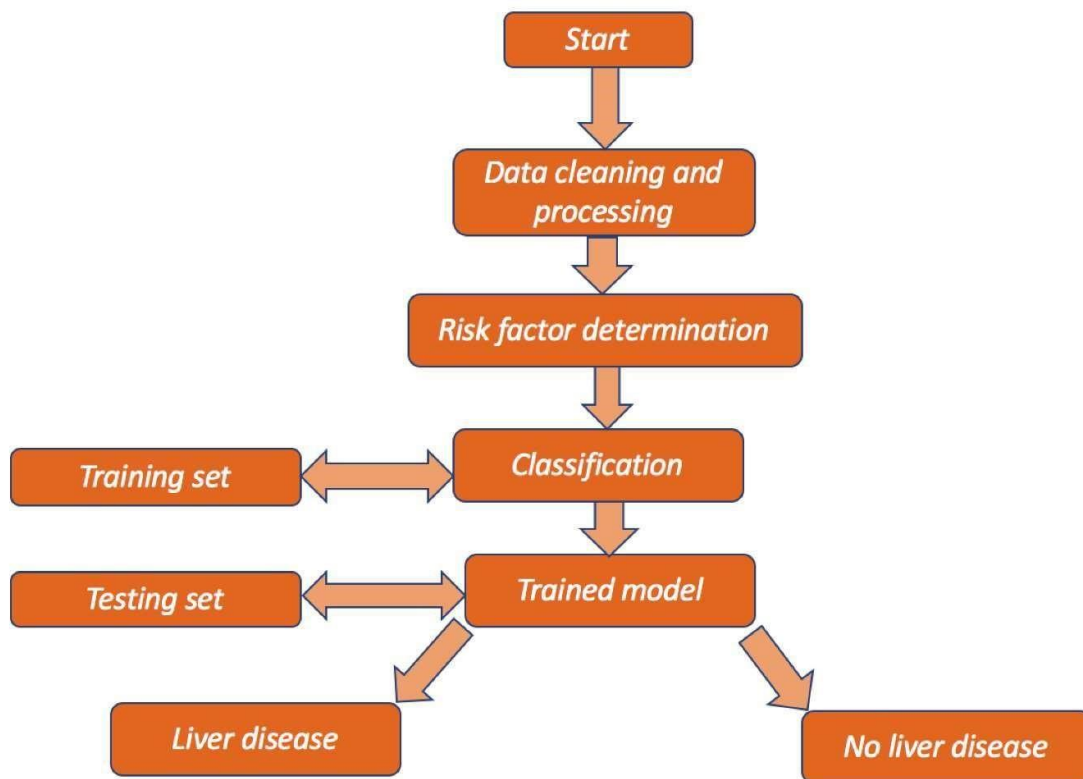 Start
Data cleaning and
processing
Risk factor determination
Classification
Training set
Trained model
Testing set
Liver disease
No liver disease